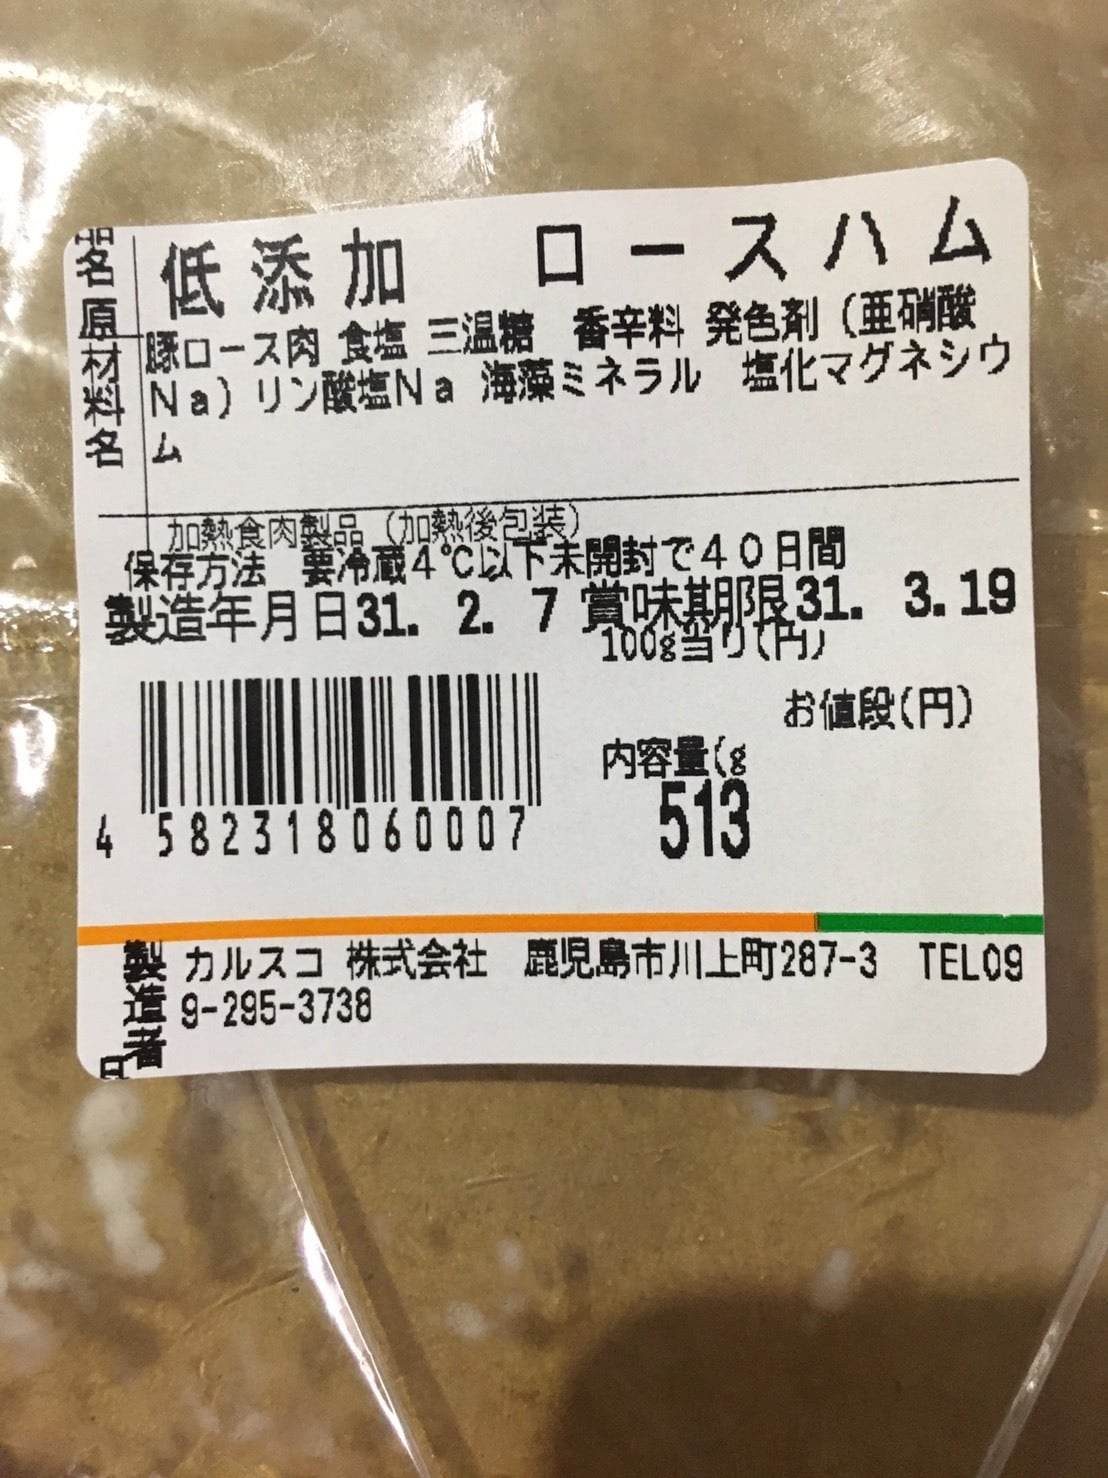 品名 低添加 ロースハム
原材料名 豚ロース肉 食塩 三温糖 香辛料 発色剤（亜硝酸
Ｎａ）リン酸塩Ｎａ 海藻ミネラル 塩化マグネシウ
ム
加熱食肉製品（加熱後包装）
保存方法 要冷蔵4℃以下未開封で４０日間
製造年月日31. 2. 7 賞味期限31. 3.19
100g当り(円)
お値段(円)
内容量(g
513
4 582318 060007
製造者 カルスコ 株式会社 鹿児島市川上町287-3 TEL09
9-295-3738